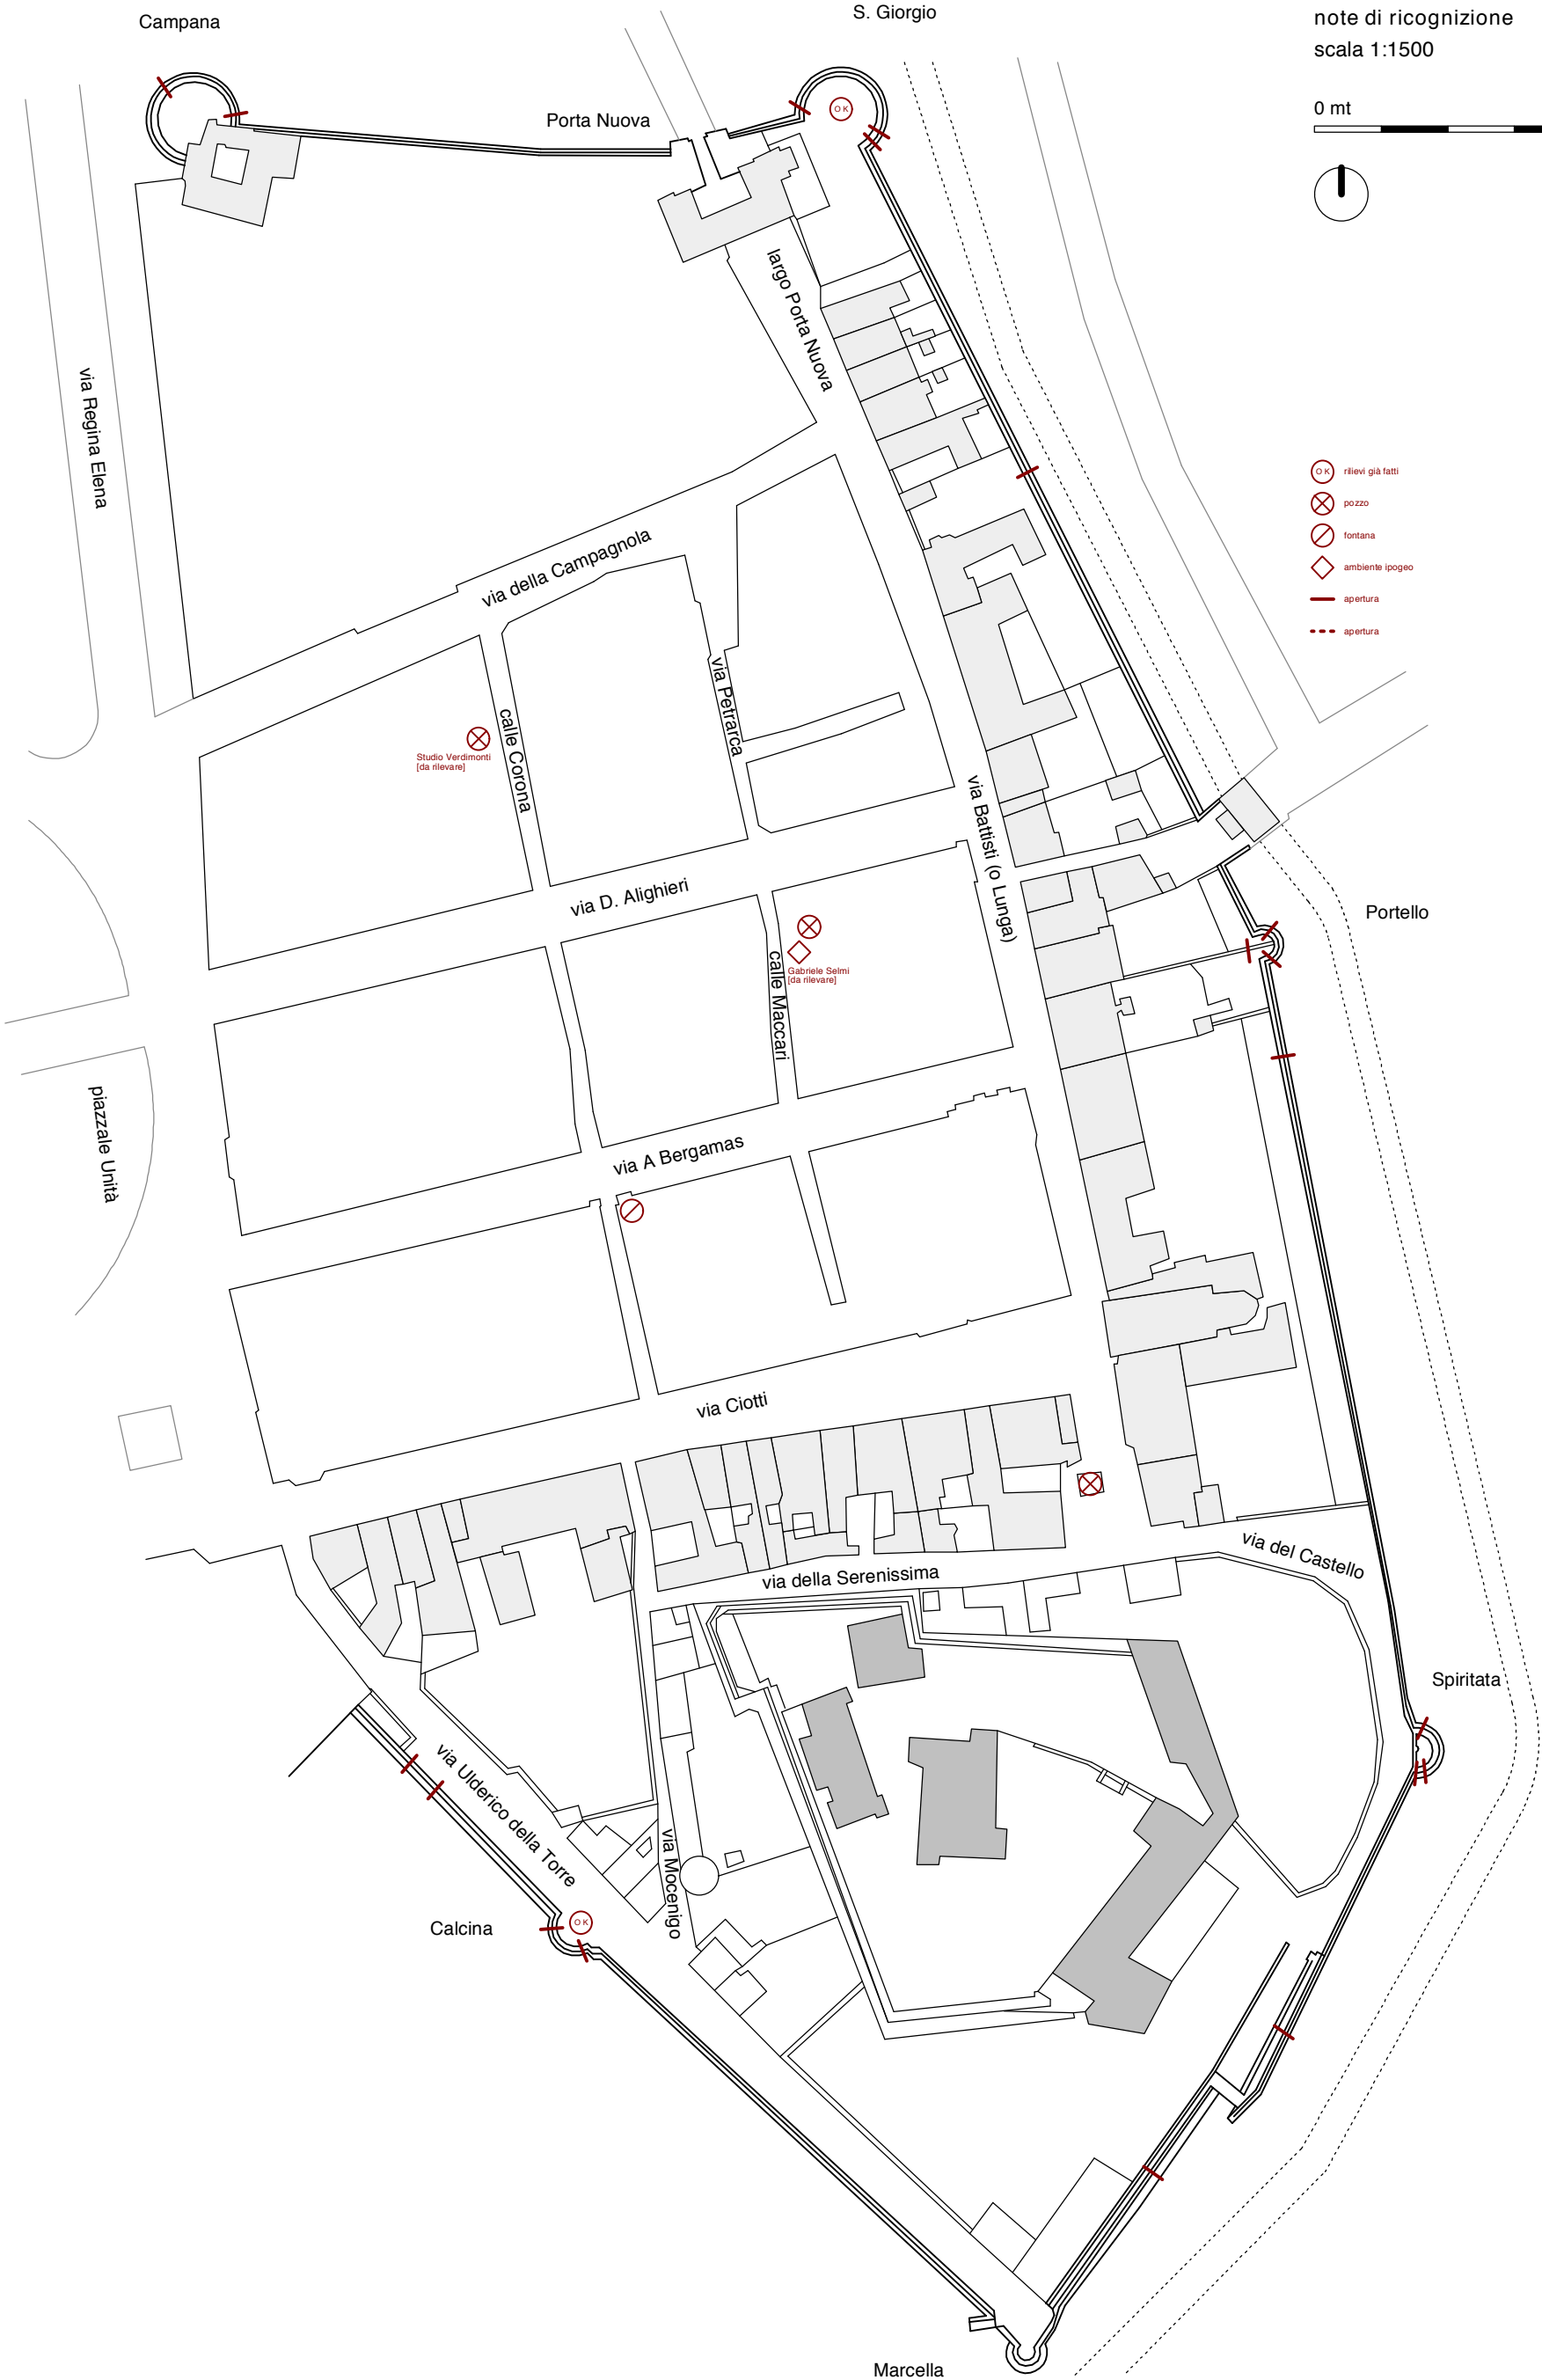 Campana
S. Giorgio
note di ricognizione
scala 1:1500
0 mt
Porta Nuova
largo Porta Nuova
via Regina Elena
O K
O K rilievi già fatti
pozzo
fontana
ambiente ipogeo
apertura
apertura
via della Campagnola
via Petrarca
calle Corona
Studio Verdimonti
[da rilevare]
via Battisti (o Lunga)
via D. Alighieri
Portello
calle Maccari
Gabriele Selmi
[da rilevare]
piazzale Unità
via A Bergamas
via Ciotti
via del Castello
via della Serenissima
Spiritata
via Ulderico della Torre
via Mocenigo
Calcina
O K
Marcella